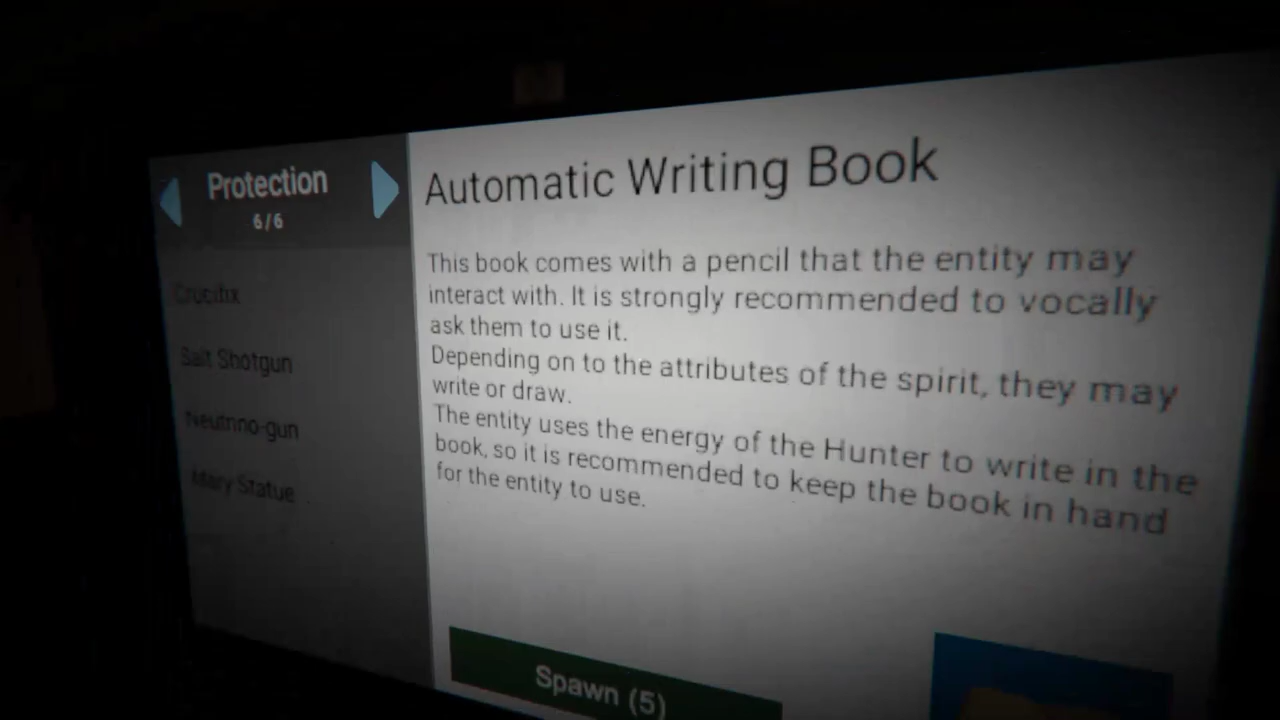 Protection
6/6
Crucifix
Salt Shotgun
Neutrino-gun
Mary Statue
Automatic Writing Book
This book comes with a pencil that the entity may
interact with. It is strongly recommended to vocally
ask them to use it.
Depending on to the attributes of the spirit, they may
write or draw.
The entity uses the energy of the Hunter to write in the
book, so it is recommended to keep the book in hand
for the entity to use.
Spawn (5)